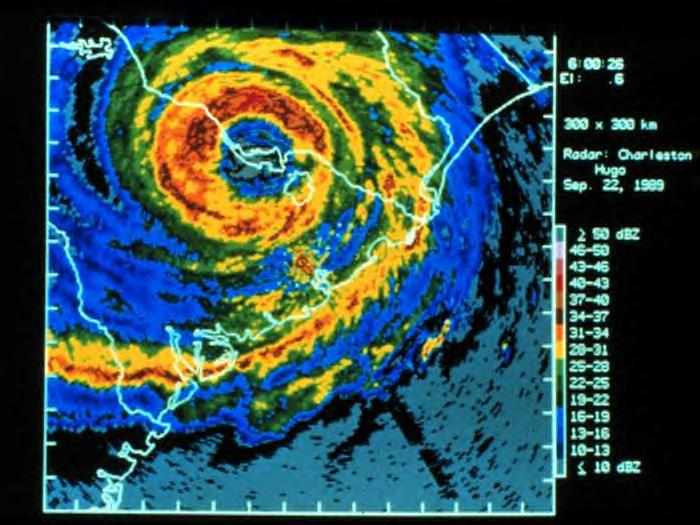 6:00:26
El: .6
300 x 300 km
Radar: Charleston
Hugo
Sep. 22, 1989
≥ 50 dBZ
46-50
43-46
40-43
37-40
34-37
31-34
28-31
25-28
22-25
19-22
16-19
13-16
10-13
≤ 10 dBZ